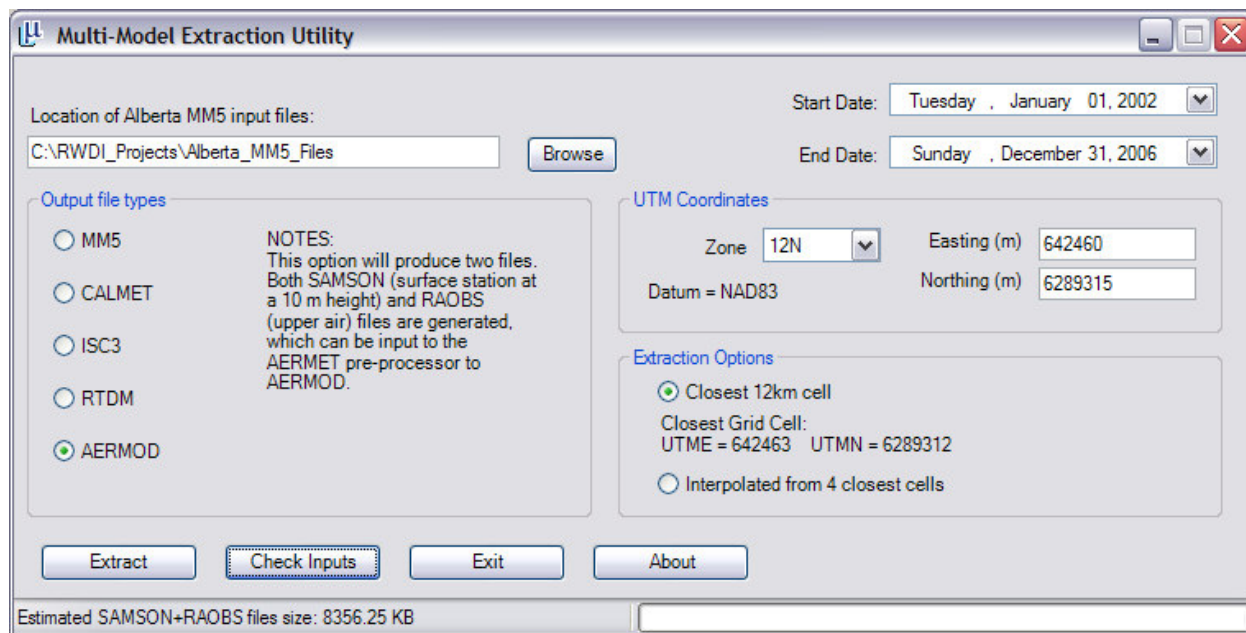 Multi-Model Extraction Utility
Location of Alberta MM5 input files:
C:\RWDI_Projects\Alberta_MM5_Files
Browse
Start Date: Tuesday , January 01, 2002
End Date: Sunday , December 31, 2006
Output file types
MM5
CALMET
ISC3
RTDM
AERMOD
NOTES:
This option will produce two files.
Both SAMSON (surface station at
a 10 m height) and RAOBS
(upper air) files are generated,
which can be input to the
AERMET pre-processor to
AERMOD.
UTM Coordinates
Zone 12N
Easting (m) 642460
Northing (m) 6289315
Datum = NAD83
Extraction Options
Closest 12km cell
Closest Grid Cell:
UTME = 642463 UTMN = 6289312
Interpolated from 4 closest cells
Extract Check Inputs Exit About
Estimated SAMSON+RAOBS files size: 8356.25 KB